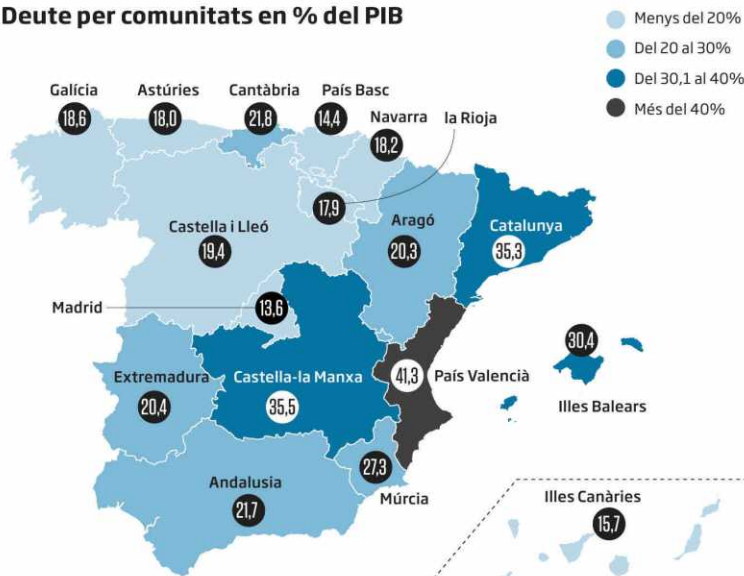 Deute per comunitats en % del PIB
Menys del 20%
Del 20 al 30%
Del 30,1 al 40%
Més del 40%
Galícia
18,6
Astúries
18,0
Cantàbria
21,8
País Basc
14,4
Navarra
18,2
la Rioja
17,9
Castella i Lleó
19,4
Aragó
20,3
Catalunya
35,3
Madrid
13,6
Extremadura
20,4
Castella-la Manxa
35,5
41,3
País Valencià
30,4
Illes Balears
Andalusia
21,7
27,3
Múrcia
Illes Canàries
15,7